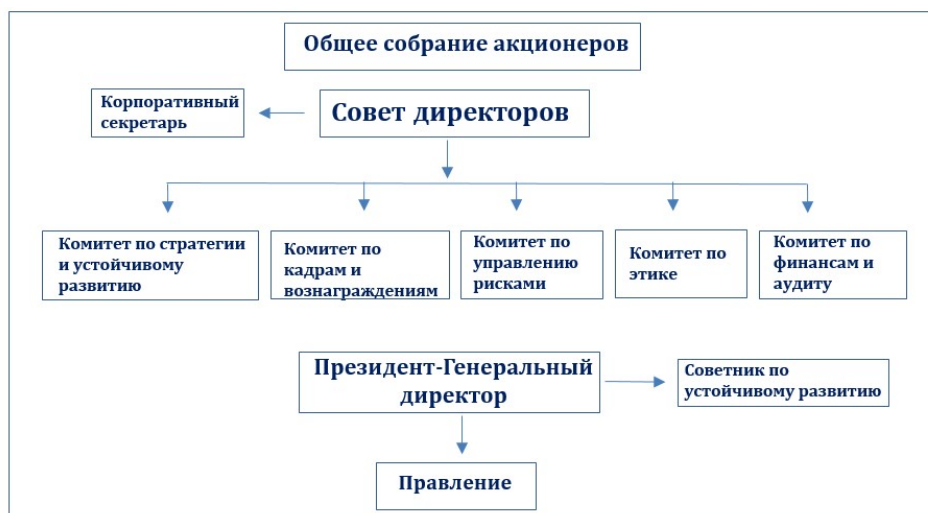 Общее собрание акционеров
Корпоративный
секретарь
Совет директоров
Комитет по стратегии
и устойчивому
развитию
Комитет по
кадрам и
вознаграждениям
Комитет по
управлению
рисками
Комитет по
этике
Комитет по
финансам и
аудиту
Президент-Генеральный
директор
Советник по
устойчивому развитию
Правление